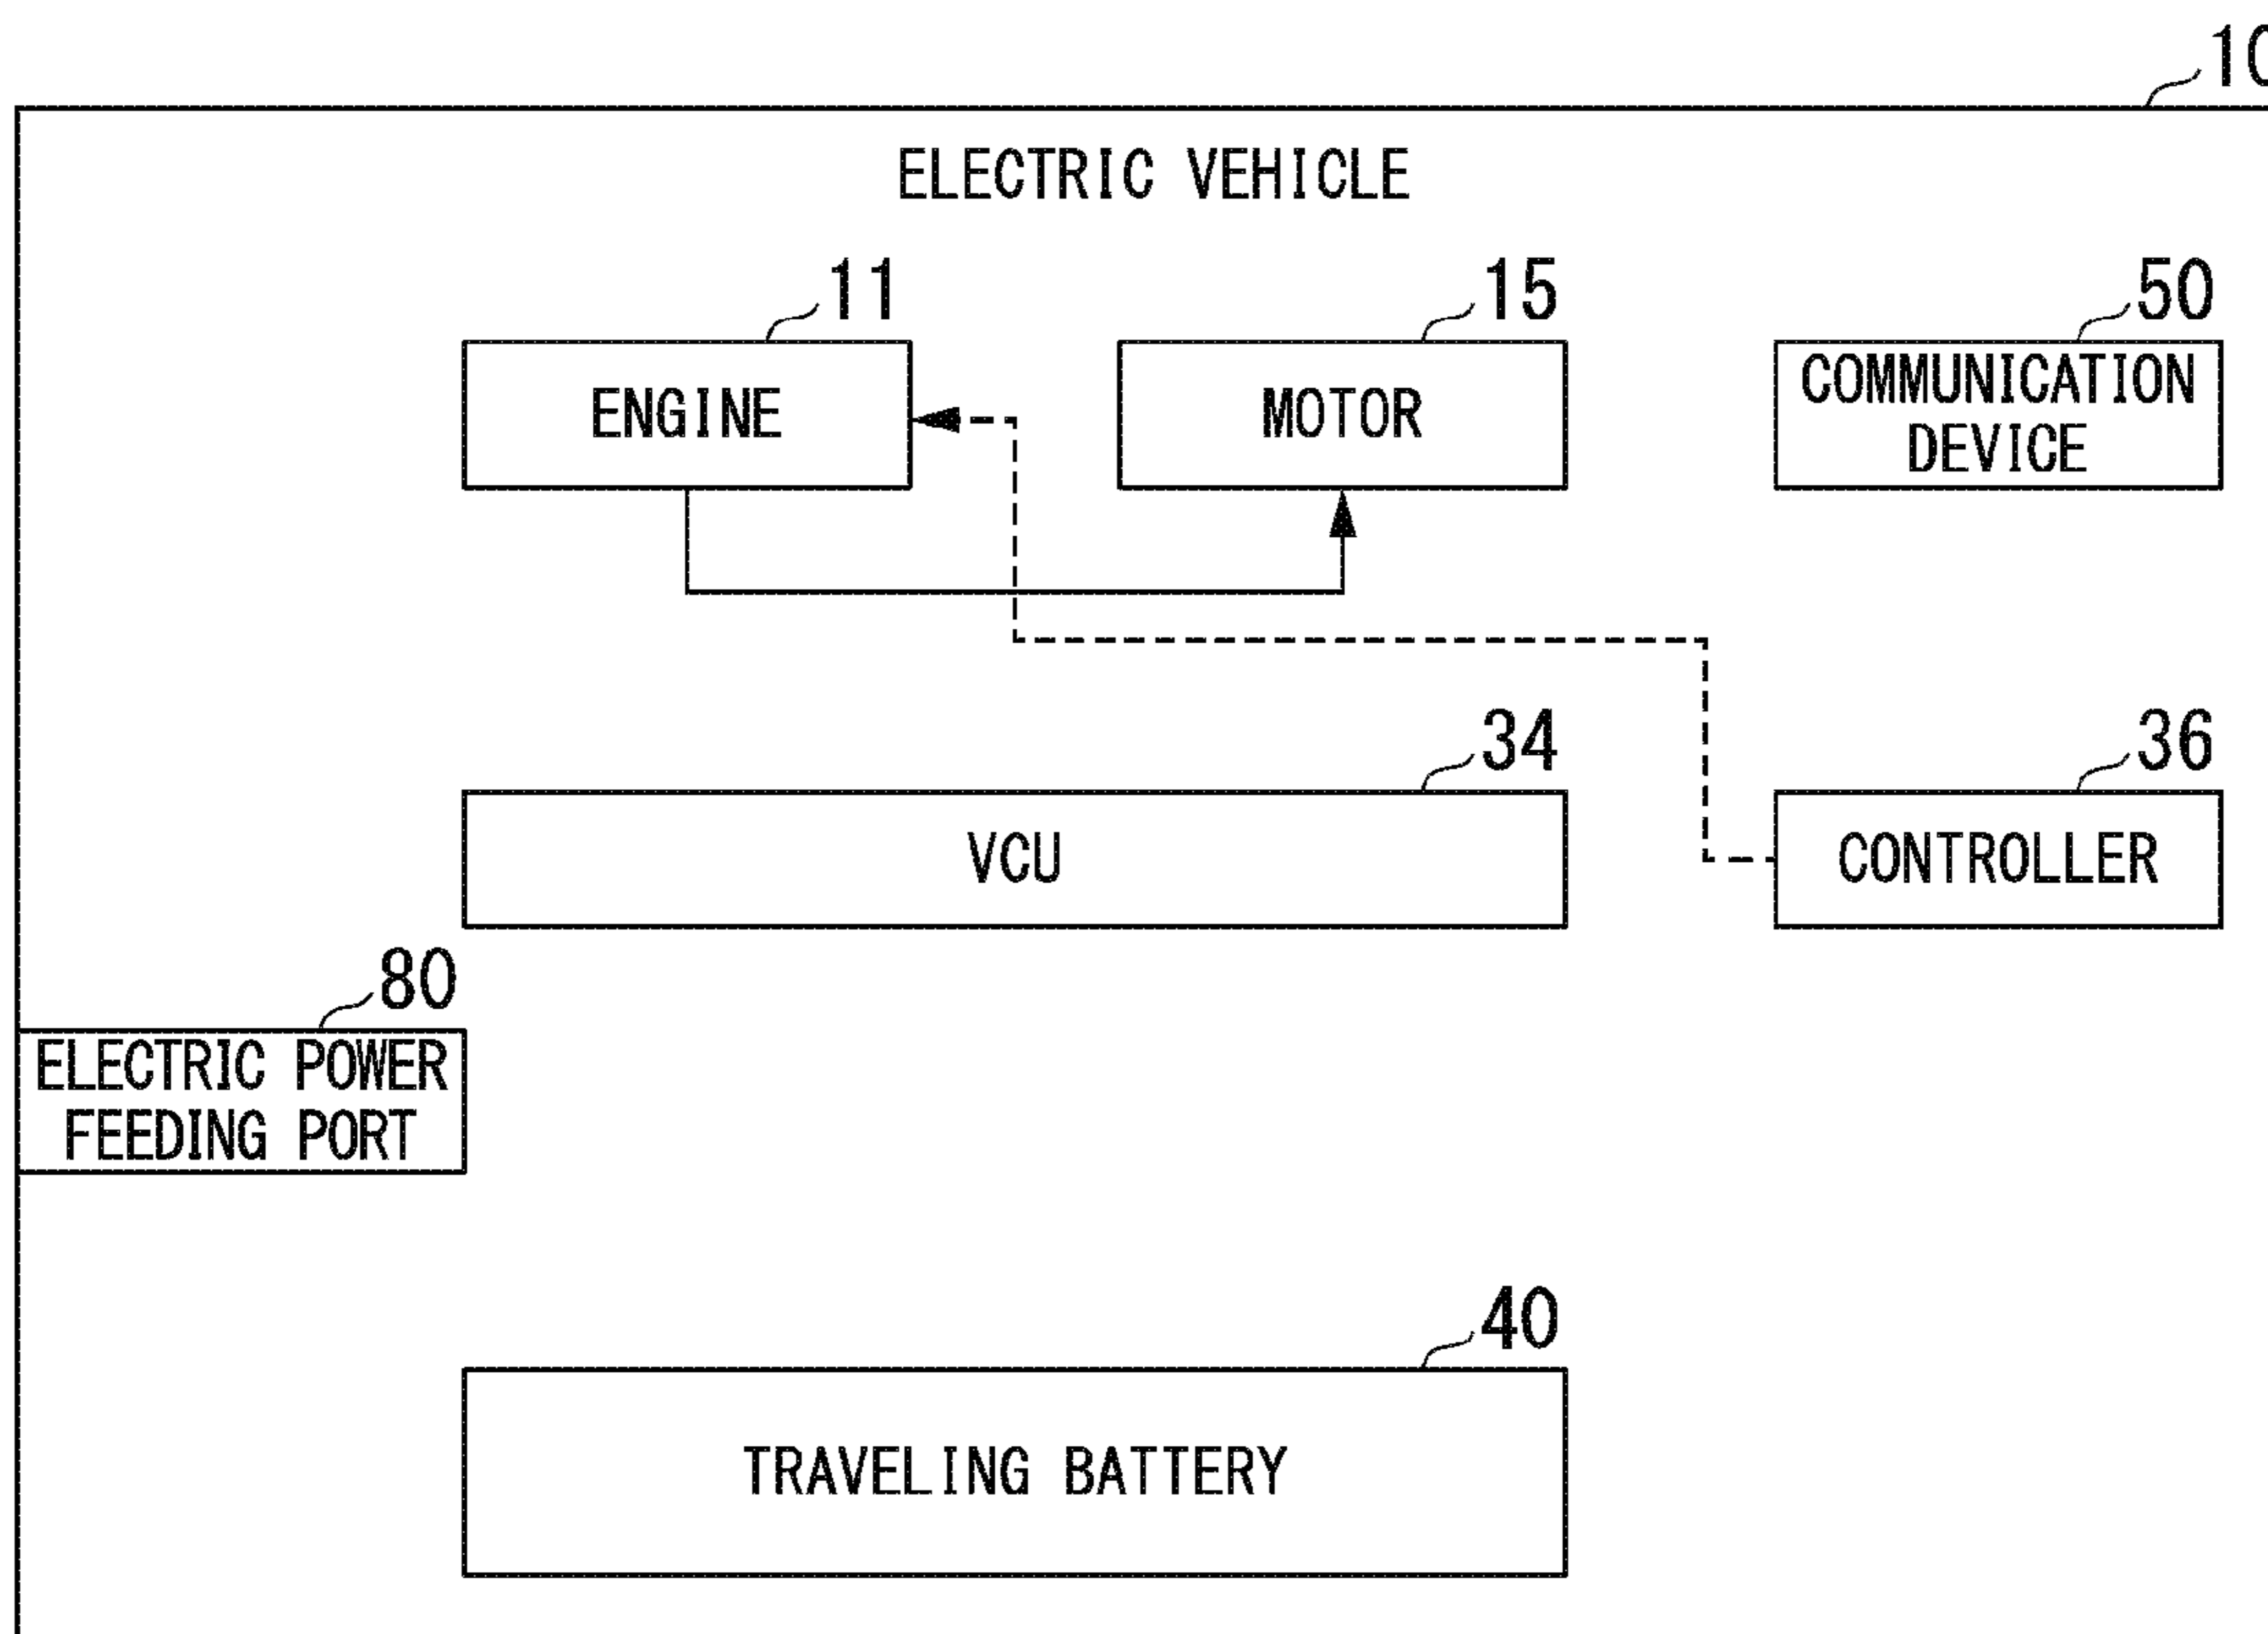 10
ELECTRIC VEHICLE
11
15
50
ENGINE
MOTOR
COMMUNICATION
DEVICE
34
36
VCU
CONTROLLER
80
ELECTRIC POWER
FEEDING PORT
40
TRAVELING BATTERY